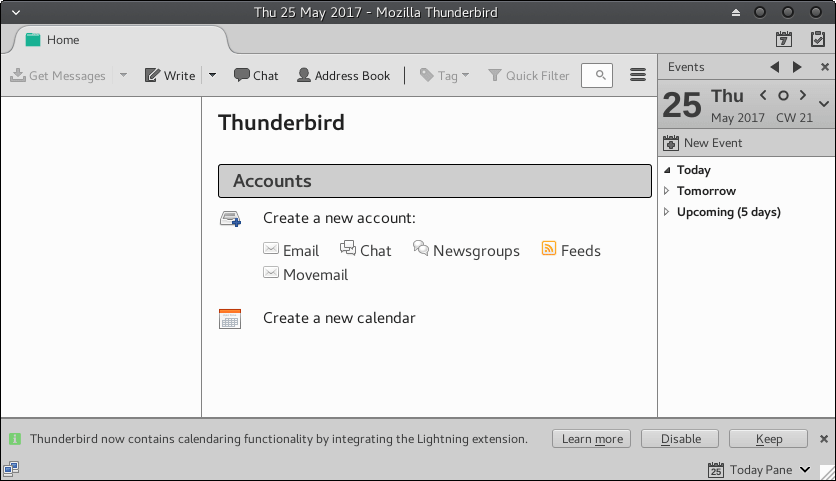 Thu 25 May 2017 - Mozilla Thunderbird
Home
7
Get Messages Write Chat Address Book Tag Quick Filter
Events
25 Thu
May 2017 CW 21
New Event
Today
Tomorrow
Upcoming (5 days)
Thunderbird
Accounts
Create a new account:
Email Chat Newsgroups Feeds
Movemail
Create a new calendar
Thunderbird now contains calendaring functionality by integrating the Lightning extension. Learn more Disable Keep
25 Today Pane